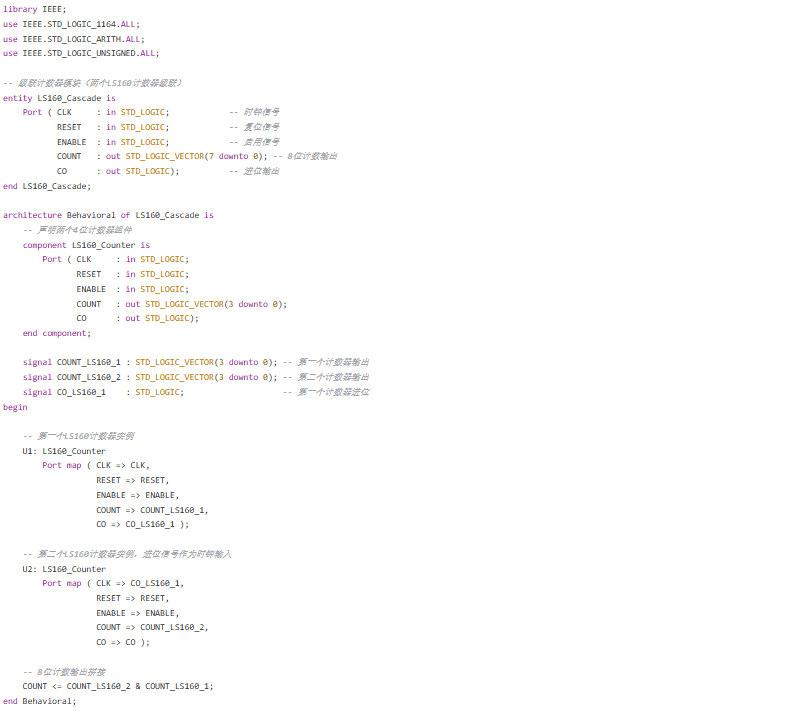 library IEEE;
use IEEE.STD_LOGIC_1164.ALL;
use IEEE.STD_LOGIC_ARITH.ALL;
use IEEE.STD_LOGIC_UNSIGNED.ALL;

-- 级联计数器模块（两个LS160计数器级联）
entity LS160_Cascade is
    Port ( CLK     : in STD_LOGIC;            -- 时钟信号
           RESET   : in STD_LOGIC;            -- 复位信号
           ENABLE  : in STD_LOGIC;            -- 启用信号
           COUNT   : out STD_LOGIC_VECTOR(7 downto 0); -- 8位计数输出
           CO      : out STD_LOGIC);          -- 进位输出
end LS160_Cascade;

architecture Behavioral of LS160_Cascade is
    -- 声明两个4位计数器组件
    component LS160_Counter is
        Port ( CLK     : in STD_LOGIC;
               RESET   : in STD_LOGIC;
               ENABLE  : in STD_LOGIC;
               COUNT   : out STD_LOGIC_VECTOR(3 downto 0);
               CO      : out STD_LOGIC);
    end component;

    signal COUNT_LS160_1 : STD_LOGIC_VECTOR(3 downto 0); -- 第一个计数器输出
    signal COUNT_LS160_2 : STD_LOGIC_VECTOR(3 downto 0); -- 第二个计数器输出
    signal CO_LS160_1    : STD_LOGIC;                    -- 第一个计数器进位
begin

    -- 第一个LS160计数器实例
    U1: LS160_Counter
        Port map ( CLK => CLK,
                   RESET => RESET,
                   ENABLE => ENABLE,
                   COUNT => COUNT_LS160_1,
                   CO => CO_LS160_1 );

    -- 第二个LS160计数器实例，进位信号作为时钟输入
    U2: LS160_Counter
        Port map ( CLK => CO_LS160_1,
                   RESET => RESET,
                   ENABLE => ENABLE,
                   COUNT => COUNT_LS160_2,
                   CO => CO );

    -- 8位计数输出拼接
    COUNT <= COUNT_LS160_2 & COUNT_LS160_1;
end Behavioral;